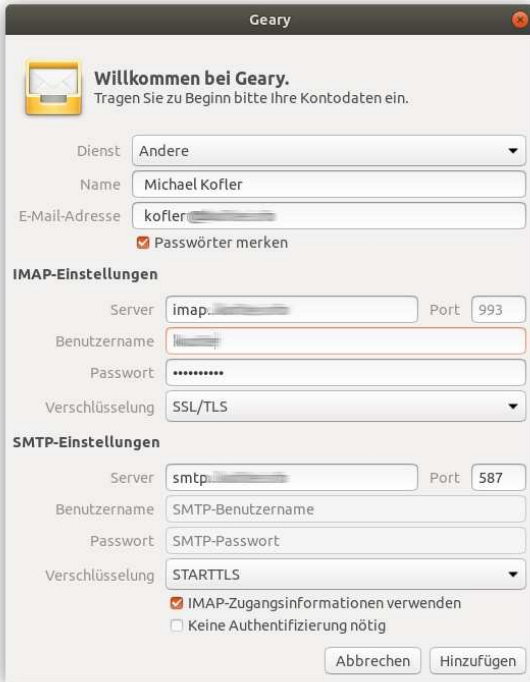 Geary
Willkommen bei Geary.
Tragen Sie zu Beginn bitte Ihre Kontodaten ein.
Dienst Andere
Name Michael Kofler
E-Mail-Adresse kofler
Passwörter merken
IMAP-Einstellungen
Server imap. Port 993
Benutzername
Passwort ••••••••••
Verschlüsselung SSL/TLS
SMTP-Einstellungen
Server smtp. Port 587
Benutzername SMTP-Benutzername
Passwort SMTP-Passwort
Verschlüsselung STARTTLS
IMAP-Zugangsinformationen verwenden
Keine Authentifizierung nötig
Abbrechen Hinzufügen